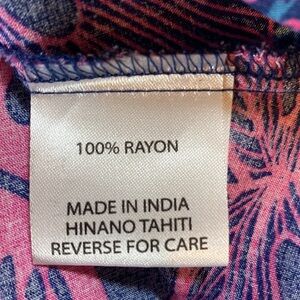 100% RAYON
MADE IN INDIA
HINANO TAHITI
REVERSE FOR CARE